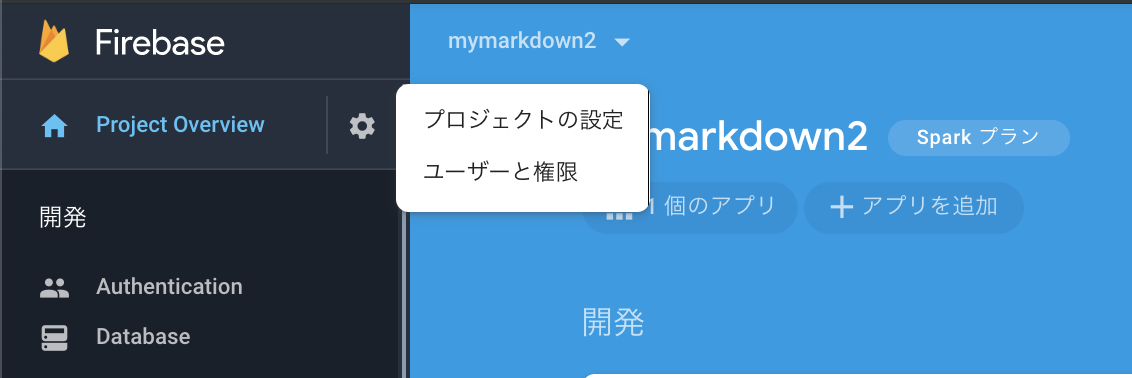 Firebase
mymarkdown2
Project Overview
プロジェクトの設定
ユーザーと権限
markdown2
Spark プラン
1 個のアプリ
アプリを追加
開発
Authentication
Database
開発